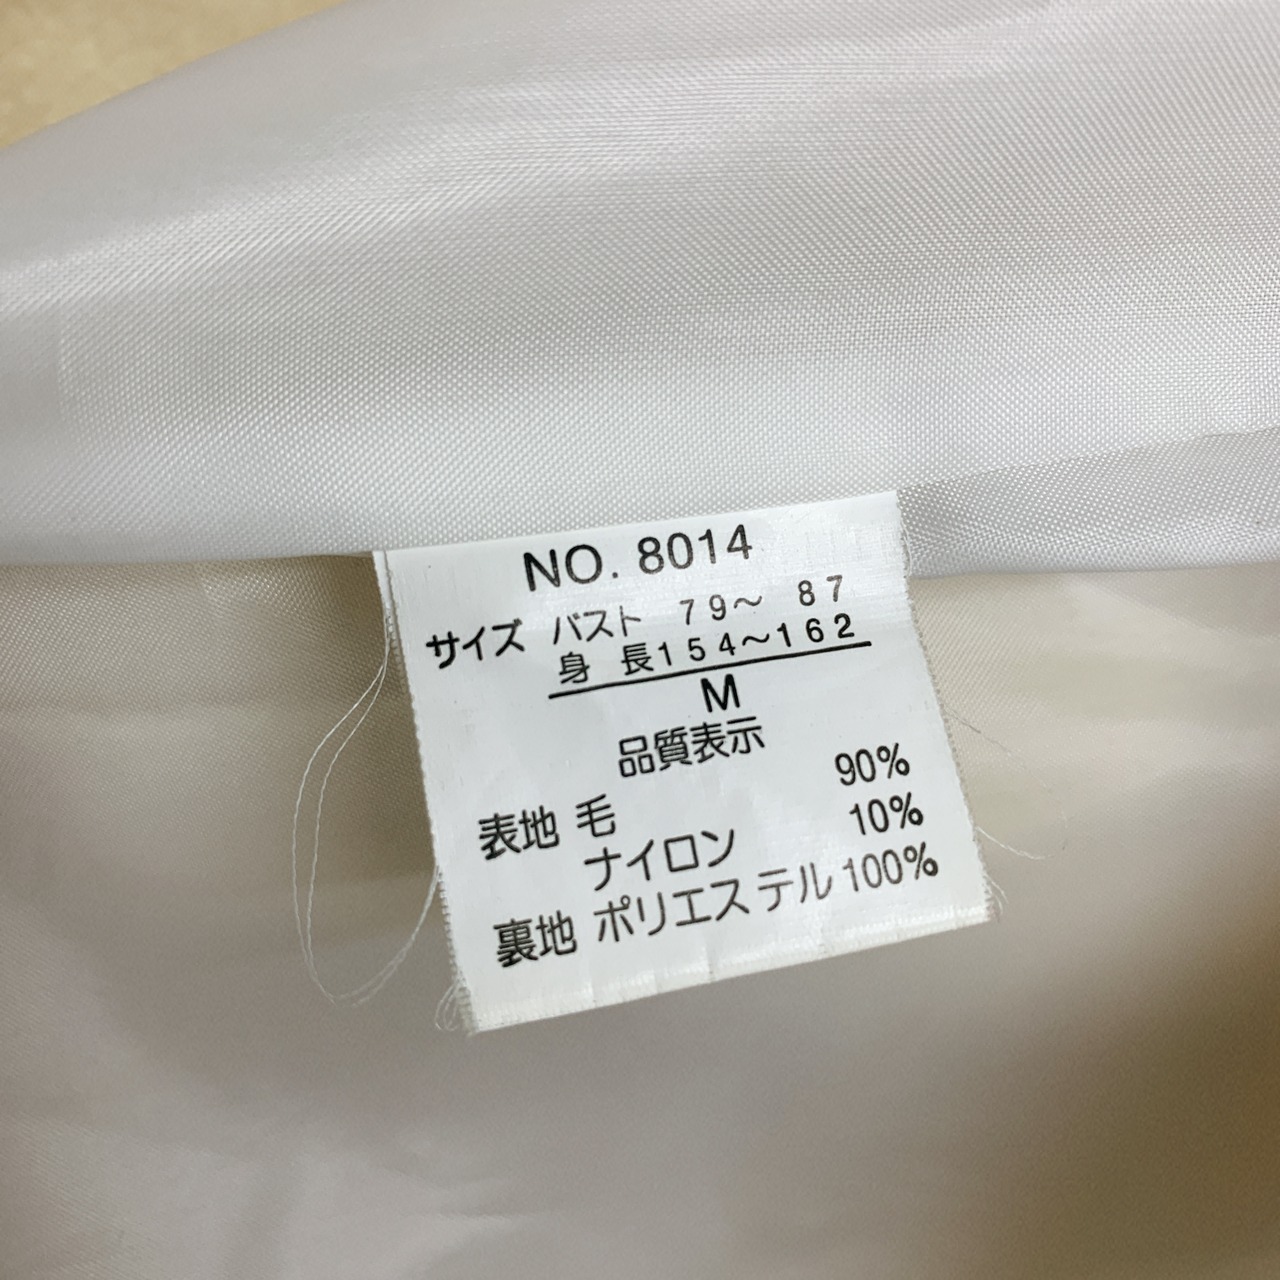 NO. 8014
サイズ バスト 79～ 87
身 長154～162
M
品質表示
表地 毛 90%
ナイロン 10%
裏地 ポリエステル100%